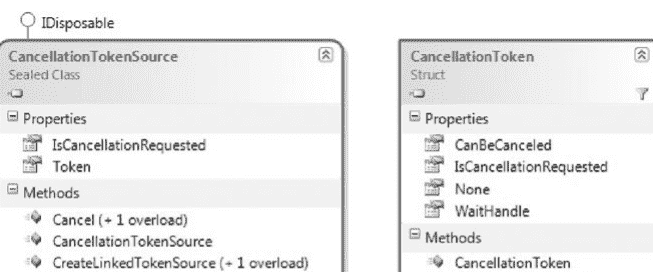 IDisposable
CancellationTokenSource
Sealed Class
Properties
IsCancellationRequested
Token
Methods
Cancel (+ 1 overload)
CancellationTokenSource
CreateLinkedTokenSource (+ 1 overload)
CancellationToken
Struct
Properties
CanBeCanceled
IsCancellationRequested
None
WaitHandle
Methods
CancellationToken